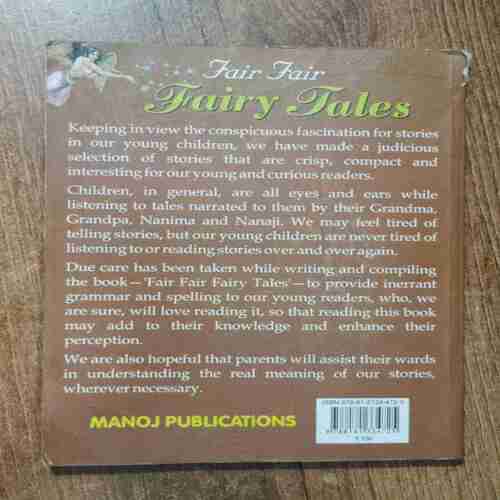 Fair Fair
Fairy Tales
Keeping in view the conspicuous fascination for stories
in our young children, we have made a judicious
selection of stories that are crisp, compact and
interesting for our young and curious readers.
Children, in general, are all eyes and ears while
listening to tales narrated to them by their Grandma,
Grandpa, Nanima and Nanaji. We may feel tired of
telling stories, but our young children are never tired of
listening to or reading stories over and over again.
Due care has been taken while writing and compiling
the book—'Fair Fair Fairy Tales'—to provide inerrant
grammar and spelling to our young readers, who, we
are sure, will love reading it, so that reading this book
may add to their knowledge and enhance their
perception.
We are also hopeful that parents will assist their wards
in understanding the real meaning of our stories,
wherever necessary.
MANOJ PUBLICATIONS